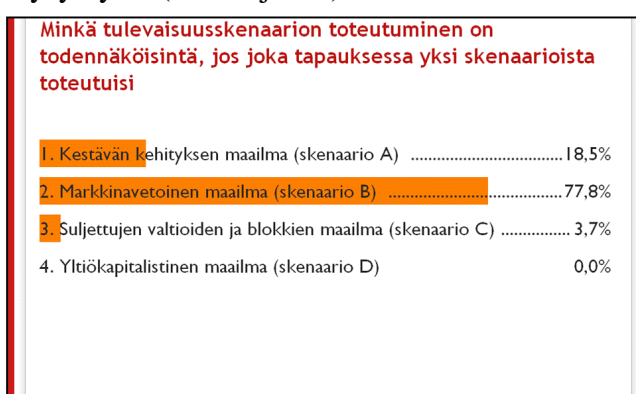 Minkä tulevaisuusskenaarion toteutuminen on
todennäköisintä, jos joka tapauksessa yksi skenaarioista
toteutuisi
1. Kestävän kehityksen maailma (skenaario A) ..................................18,5%
2. Markkinavetoinen maailma (skenaario B) .......................................77,8%
3. Suljettujen valtioiden ja blokkien maailma (skenaario C) ................ 3,7%
4. Yltiökapitalistinen maailma (skenaario D) 0,0%